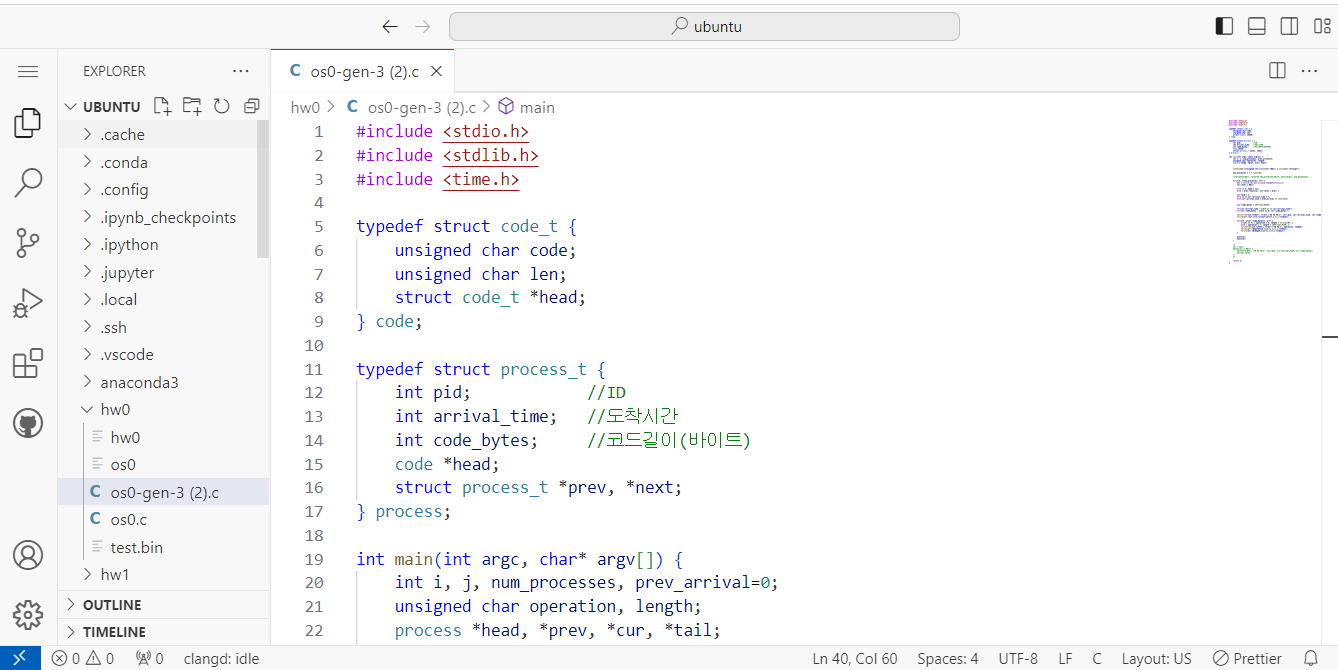 ubuntu
EXPLORER
os0-gen-3 (2).c
UBUNTU
hw0 > C os0-gen-3 (2).c > main
.cache
.conda
.config
.ipynb_checkpoints
.ipython
.jupyter
.local
.ssh
.vscode
anaconda3
hw0
hw0
os0
C os0-gen-3 (2).c
C os0.c
test.bin
hw1
OUTLINE
TIMELINE
1 #include <stdio.h>
2 #include <stdlib.h>
3 #include <time.h>
4
5 typedef struct code_t {
6 unsigned char code;
7 unsigned char len;
8 struct code_t *head;
9 } code;
10
11 typedef struct process_t {
12 int pid; //ID
13 int arrival_time; //도착시간
14 int code_bytes; //코드길이(바이트)
15 code *head;
16 struct process_t *prev, *next;
17 } process;
18
19 int main(int argc, char* argv[]) {
20 int i, j, num_processes, prev_arrival=0;
21 unsigned char operation, length;
22 process *head, *prev, *cur, *tail;
0 0 0 clangd: idle
Ln 40, Col 60 Spaces: 4 UTF-8 LF C Layout: US Prettier